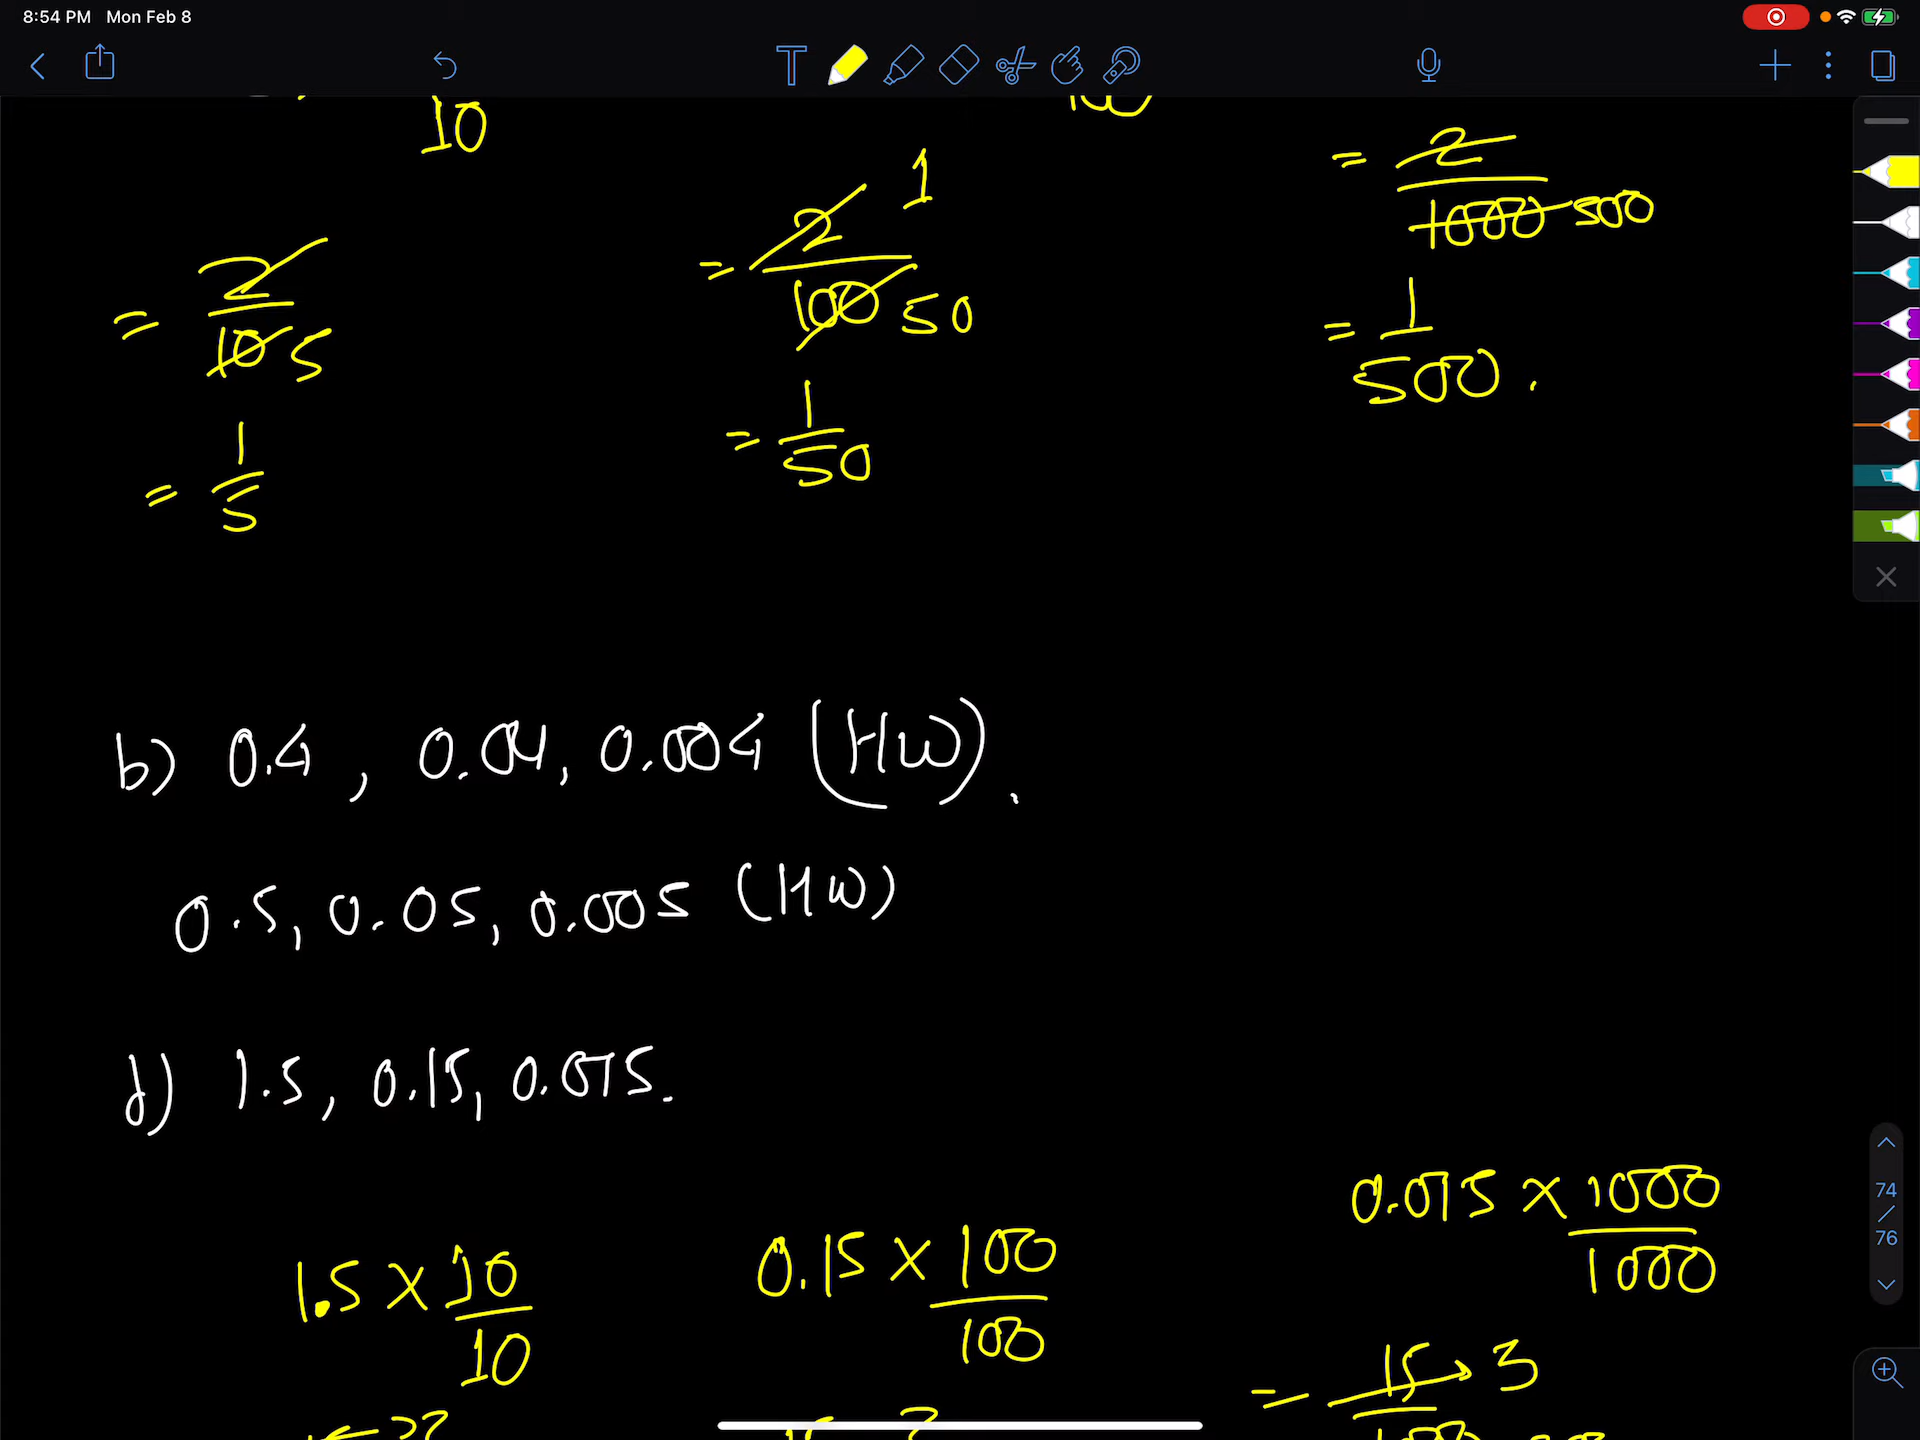 8:54 PM Mon Feb 8
T
10
= 2/10 5
= 1/5
= 2/100 1 50
= 1/50
= 2/1000 500
= 1/500.
b) 0.4, 0.04, 0.004 (HW).
0.5, 0.05, 0.005 (HW)
d) 1.5, 0.15, 0.015.
1.5 × 10/10
0.15 × 100/100
0.015 × 1000/1000
= 15 3
74
/
76